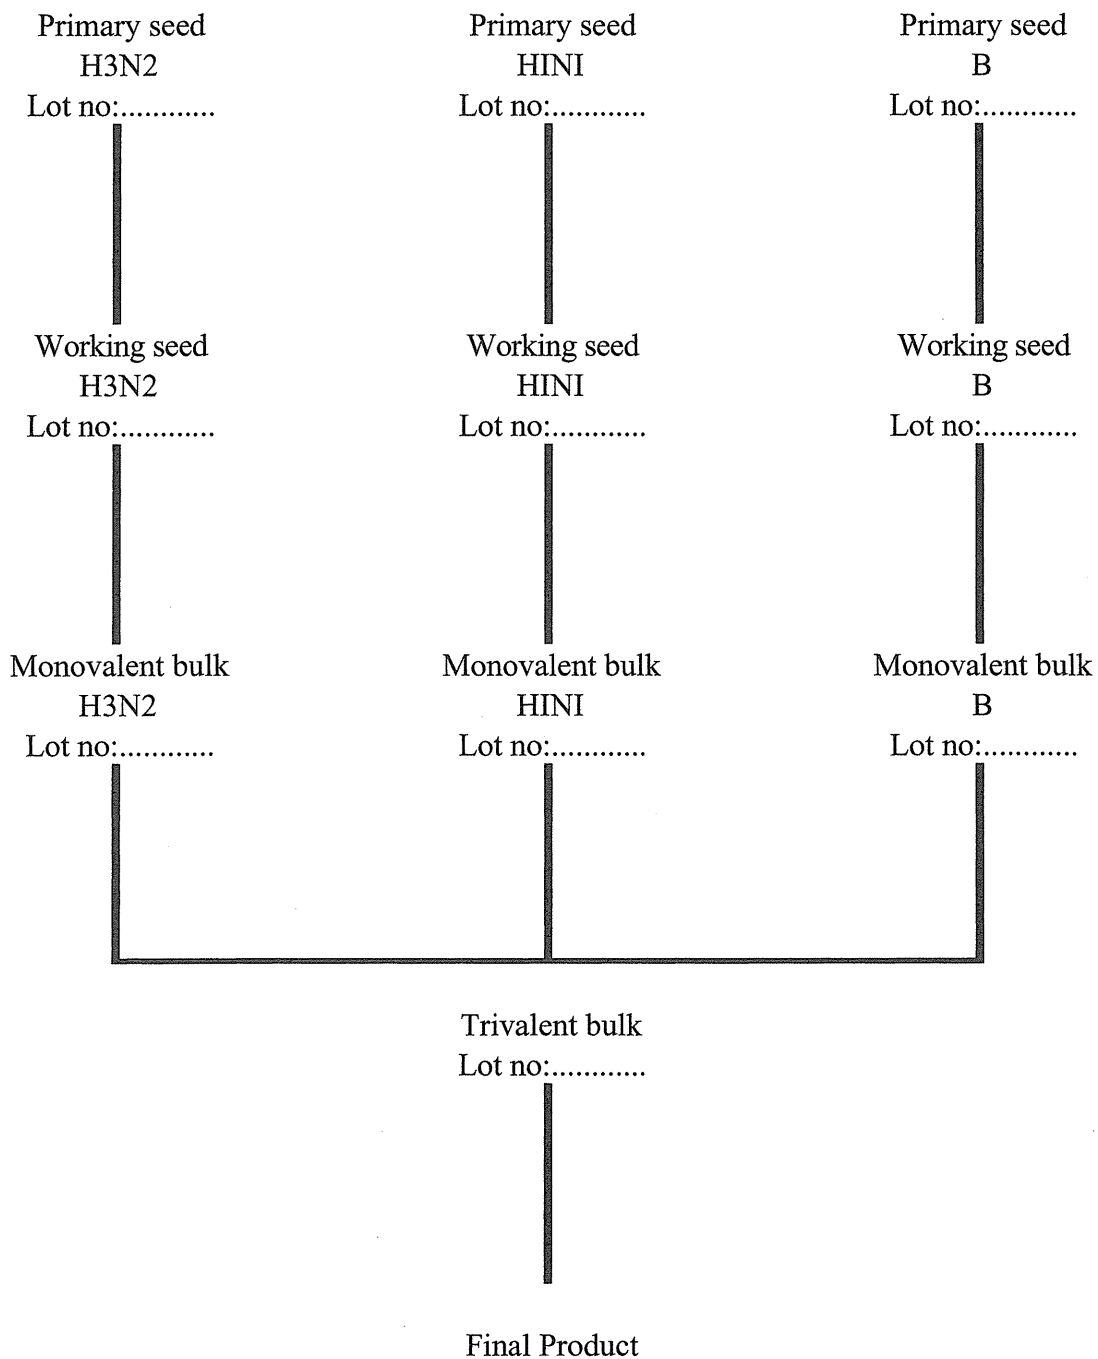 Primary seed
H3N2
Lot no:............
Primary seed
HINI
Lot no:............
Primary seed
B
Lot no:............
Working seed
H3N2
Lot no:............
Working seed
HINI
Lot no:............
Working seed
B
Lot no:............
Monovalent bulk
H3N2
Lot no:............
Monovalent bulk
HINI
Lot no:............
Monovalent bulk
B
Lot no:............
Trivalent bulk
Lot no:............
Final Product